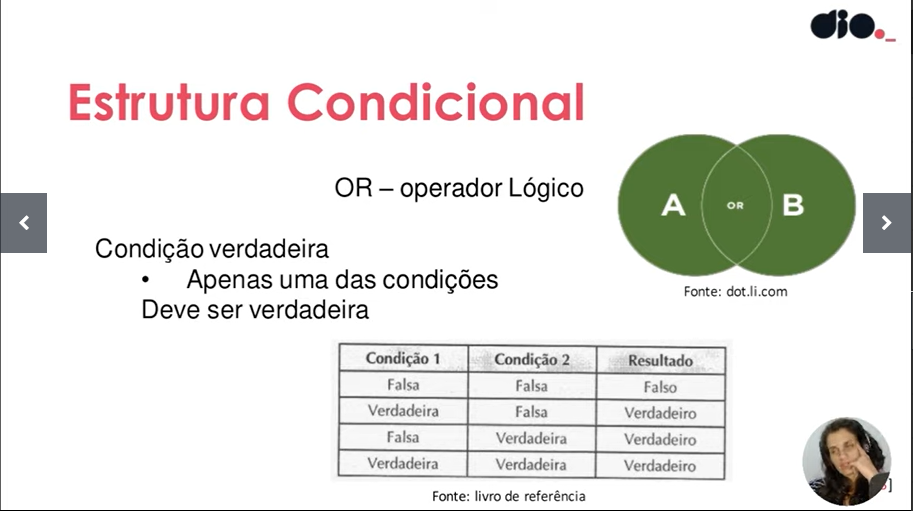 dio._
Estrutura Condicional
OR – operador Lógico
A OR B
Fonte: dot.li.com
Condição verdadeira
• Apenas uma das condições
Deve ser verdadeira
Condição 1 Condição 2 Resultado
Falsa Falsa Falso
Verdadeira Falsa Verdadeiro
Falsa Verdadeira Verdadeiro
Verdadeira Verdadeira Verdadeiro
Fonte: livro de referência
]